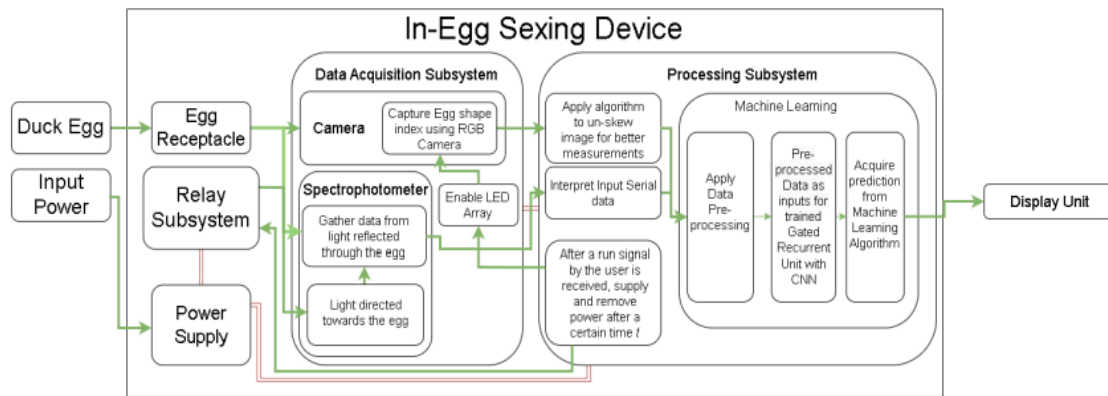 In-Egg Sexing Device
Duck Egg
Input
Power
Egg
Receptacle
Relay
Subsystem
Power
Supply
Data Acquisition Subsystem
Camera
Capture Egg shape
index using RGB
Camera
Spectrophotometer
Gather data from
light reflected
through the egg
Light directed
towards the egg
Enable LED
Array
Processing Subsystem
Apply algorithm
to un-skew
image for better
measurements
Interpret Input Serial
data
After a run signal
by the user is
received, supply
and remove
power after a
certain time t
Machine Learning
Apply
Data
Pre-
processing
Pre-
processed
Data as
inputs for
trained
Gated
Recurrent
Unit with
CNN
Acquire
prediction
from
Machine
Learning
Algorithm
Display Unit